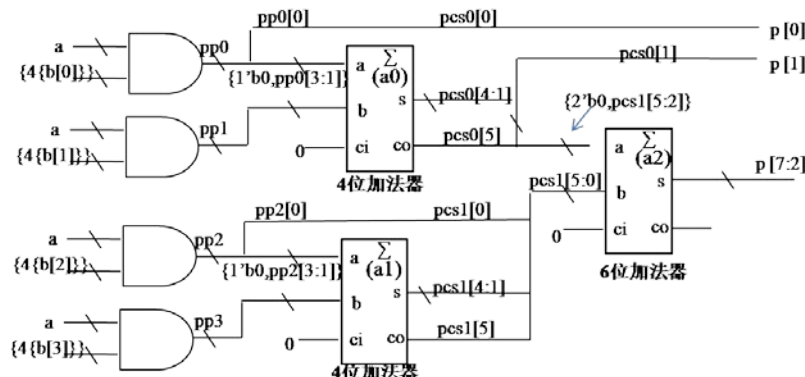 pp0[0]
pcs0[0]
p [0]
a
pp0
{4{b[0]}}
{1’b0,pp0[3:1]}
a
Σ
(a0)
pcs0[1]
p [1]
s
pcs0[4:1]
{2’b0,pcs1[5:2]}
a
pp1
b
{4{b[1]}}
0
ci
co
pcs0[5]
4位加法器
a
Σ
(a2)
pcs1[5:0]
b
s
p [7:2]
pp2[0]
pcs1[0]
0
ci
co
6位加法器
a
pp2
{4{b[2]}}
{1’b0,pp2[3:1]}
a
Σ
(a1)
s
pcs1[4:1]
a
pp3
b
{4{b[3]}}
0
ci
co
pcs1[5]
4位加法器